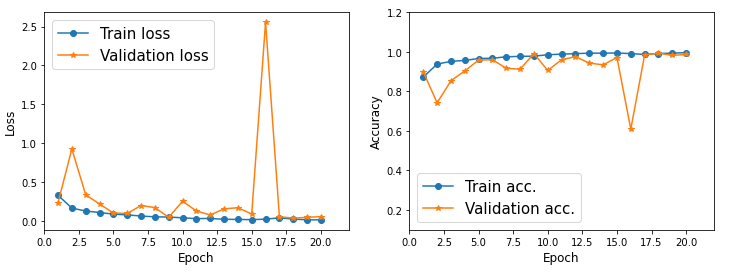 2.5
2.0
1.5
1.0
0.5
0.0
Loss
Train loss
Validation loss
0.0 2.5 5.0 7.5 10.0 12.5 15.0 17.5 20.0
Epoch
1.2
1.0
0.8
0.6
0.4
0.2
Accuracy
Train acc.
Validation acc.
0.0 2.5 5.0 7.5 10.0 12.5 15.0 17.5 20.0
Epoch